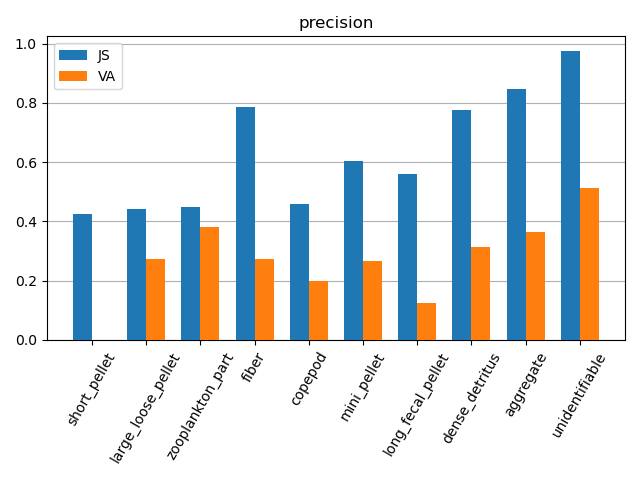 precision
JS
VA
1.0
0.8
0.6
0.4
0.2
0.0
short_pellet
large_loose_pellet
zooplankton_part
fiber
copepod
mini_pellet
long_fecal_pellet
dense_detritus
aggregate
unidentifiable